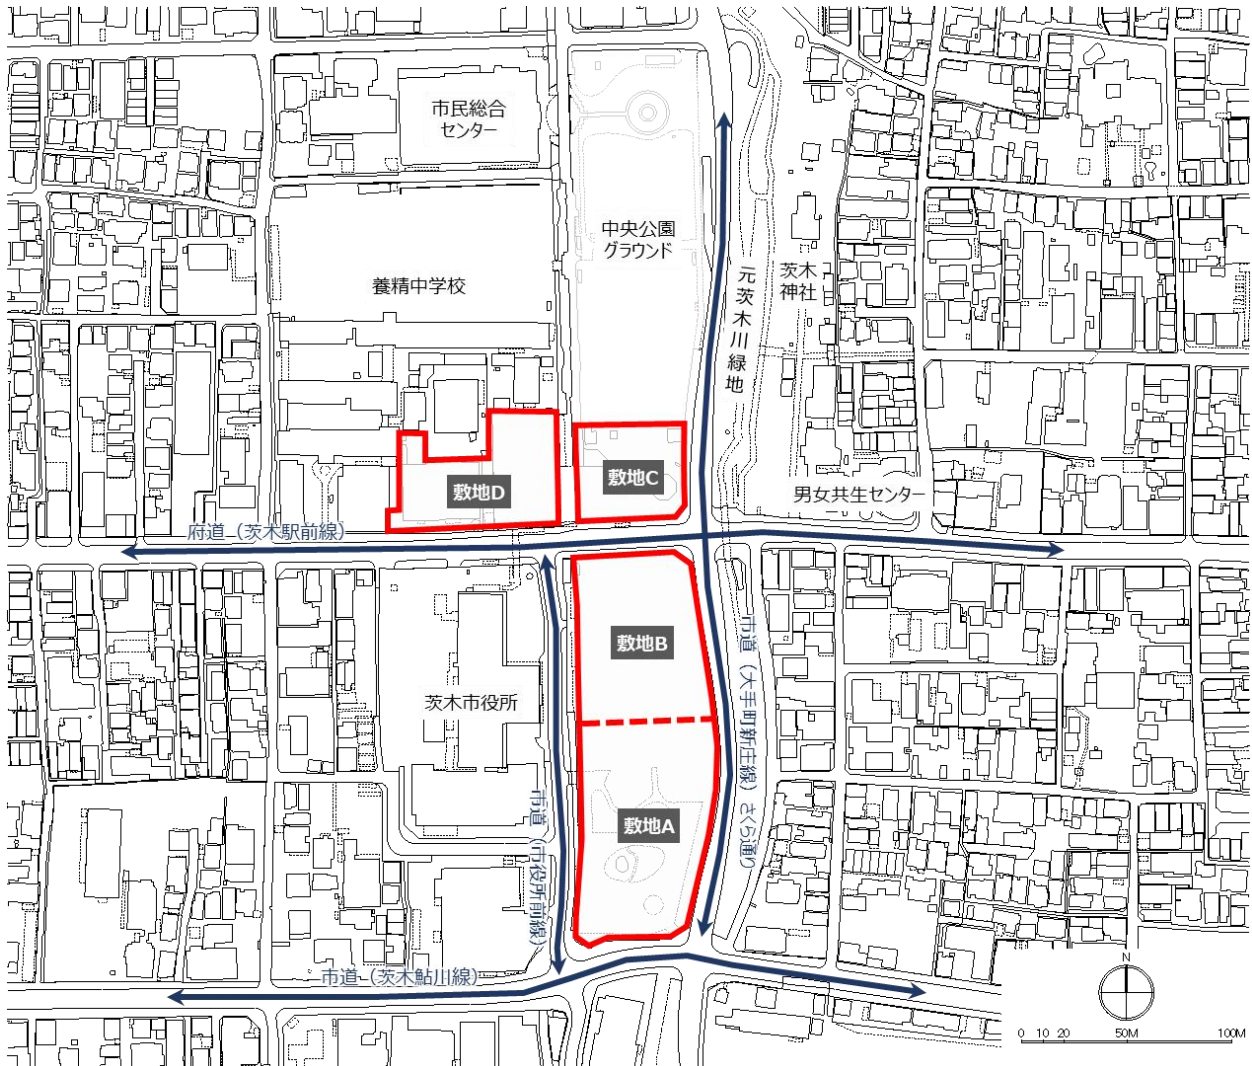 市民総合
センター
中央公園
グラウンド
養精中学校
元茨木川緑地
茨木
神社
敷地C
敷地D
男女共生センター
府道（茨木駅前線）
敷地B
茨木市役所
市道（大手町新庄線）さくら通り
敷地A
市道（市役所前線）
市道（茨木鮎川線）
N
0 10 20 50M 100M